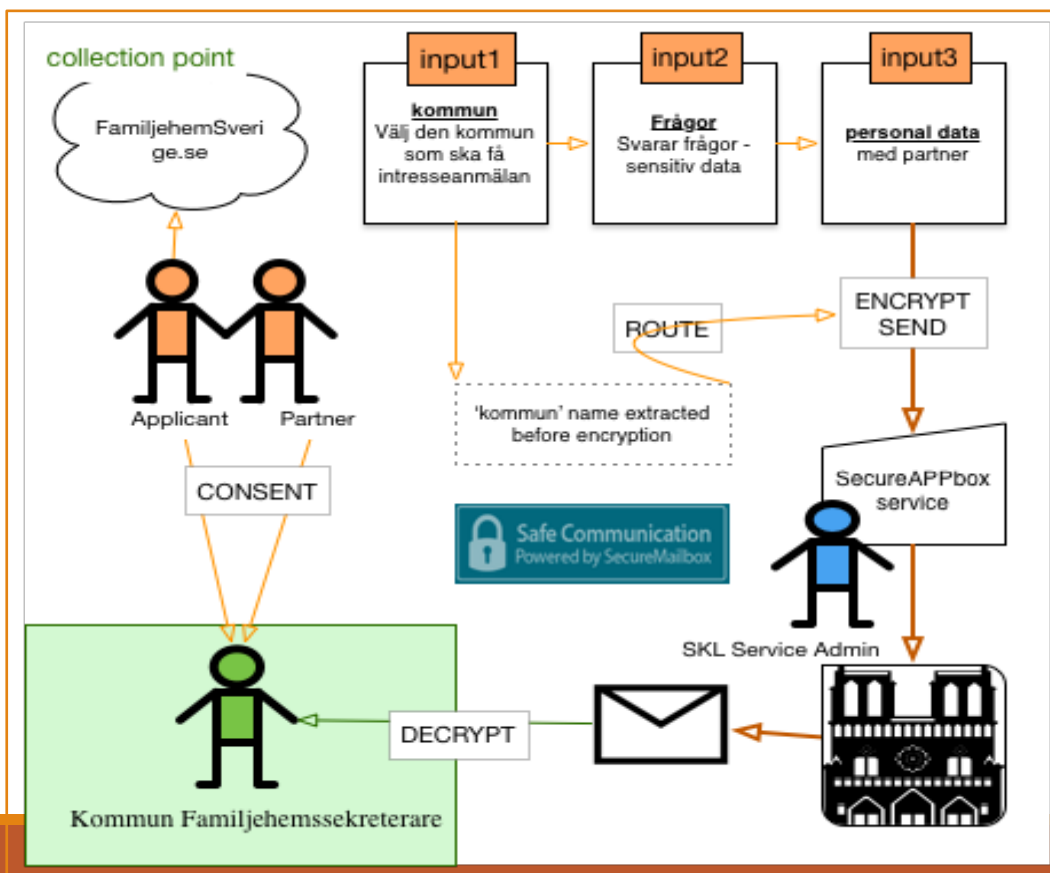 collection point
FamiljehemSveri
ge.se
input1
kommun
Välj den kommun
som ska få
intresseanmälan
input2
Frågor
Svarar frågor -
sensitiv data
input3
personal data
med partner
ROUTE
ENCRYPT
SEND
Applicant
Partner
'kommun' name extracted
before encryption
CONSENT
SecureAPPbox
service
Safe Communication
Powered by SecureMailbox
SKL Service Admin
DECRYPT
Kommun Familjehemssekreterare